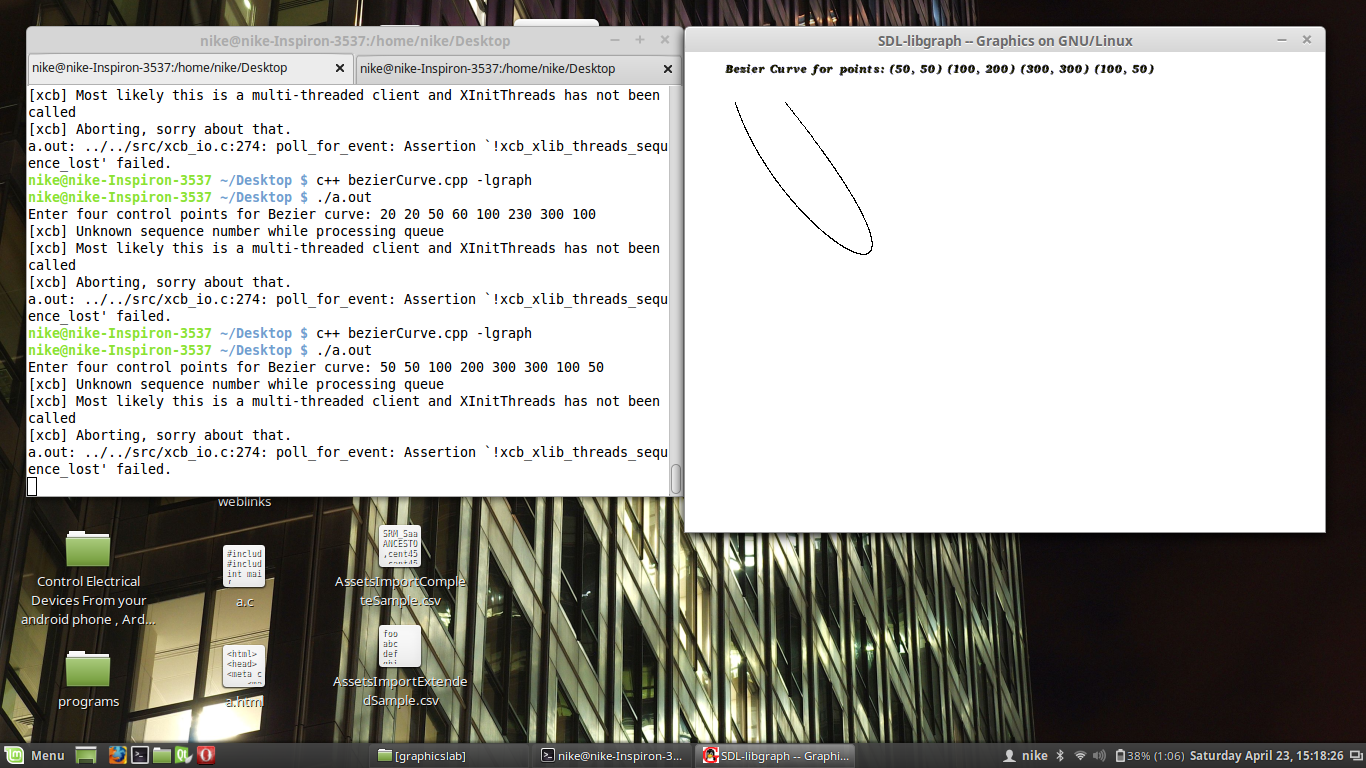 nike@nike-Inspiron-3537:/home/nike/Desktop
nike@nike-Inspiron-3537:/home/nike/Desktop
nike@nike-Inspiron-3537:/home/nike/Desktop
[xcb] Most likely this is a multi-threaded client and XInitThreads has not been
called
[xcb] Aborting, sorry about that.
a.out: ../../src/xcb_io.c:274: poll_for_event: Assertion `!xcb_xlib_threads_sequ
ence_lost' failed.
nike@nike-Inspiron-3537 ~/Desktop $ c++ bezierCurve.cpp -lgraph
nike@nike-Inspiron-3537 ~/Desktop $ ./a.out
Enter four control points for Bezier curve: 20 20 50 60 100 230 300 100
[xcb] Unknown sequence number while processing queue
[xcb] Most likely this is a multi-threaded client and XInitThreads has not been
called
[xcb] Aborting, sorry about that.
a.out: ../../src/xcb_io.c:274: poll_for_event: Assertion `!xcb_xlib_threads_sequ
ence_lost' failed.
nike@nike-Inspiron-3537 ~/Desktop $ c++ bezierCurve.cpp -lgraph
nike@nike-Inspiron-3537 ~/Desktop $ ./a.out
Enter four control points for Bezier curve: 50 50 100 200 300 300 100 50
[xcb] Unknown sequence number while processing queue
[xcb] Most likely this is a multi-threaded client and XInitThreads has not been
called
[xcb] Aborting, sorry about that.
a.out: ../../src/xcb_io.c:274: poll_for_event: Assertion `!xcb_xlib_threads_sequ
ence_lost' failed.
SDL-libgraph -- Graphics on GNU/Linux
Bezier Curve for points: (50, 50) (100, 200) (300, 300) (100, 50)
weblinks
Control Electrical
Devices From your
android phone , Ard...
#includ
#includ
int mai
a.c
SRM_Saa
ANCESTO
,cent45
AssetsImportComple
teSample.csv
programs
<html>
<head>
<meta c
a.htm
foo
abc
def
AssetsImportExtende
dSample.csv
Menu
[graphicslab]
nike@nike-Inspiron-3...
SDL-libgraph -- Graphi...
nike
38% (1:06)
Saturday April 23, 15:18:26